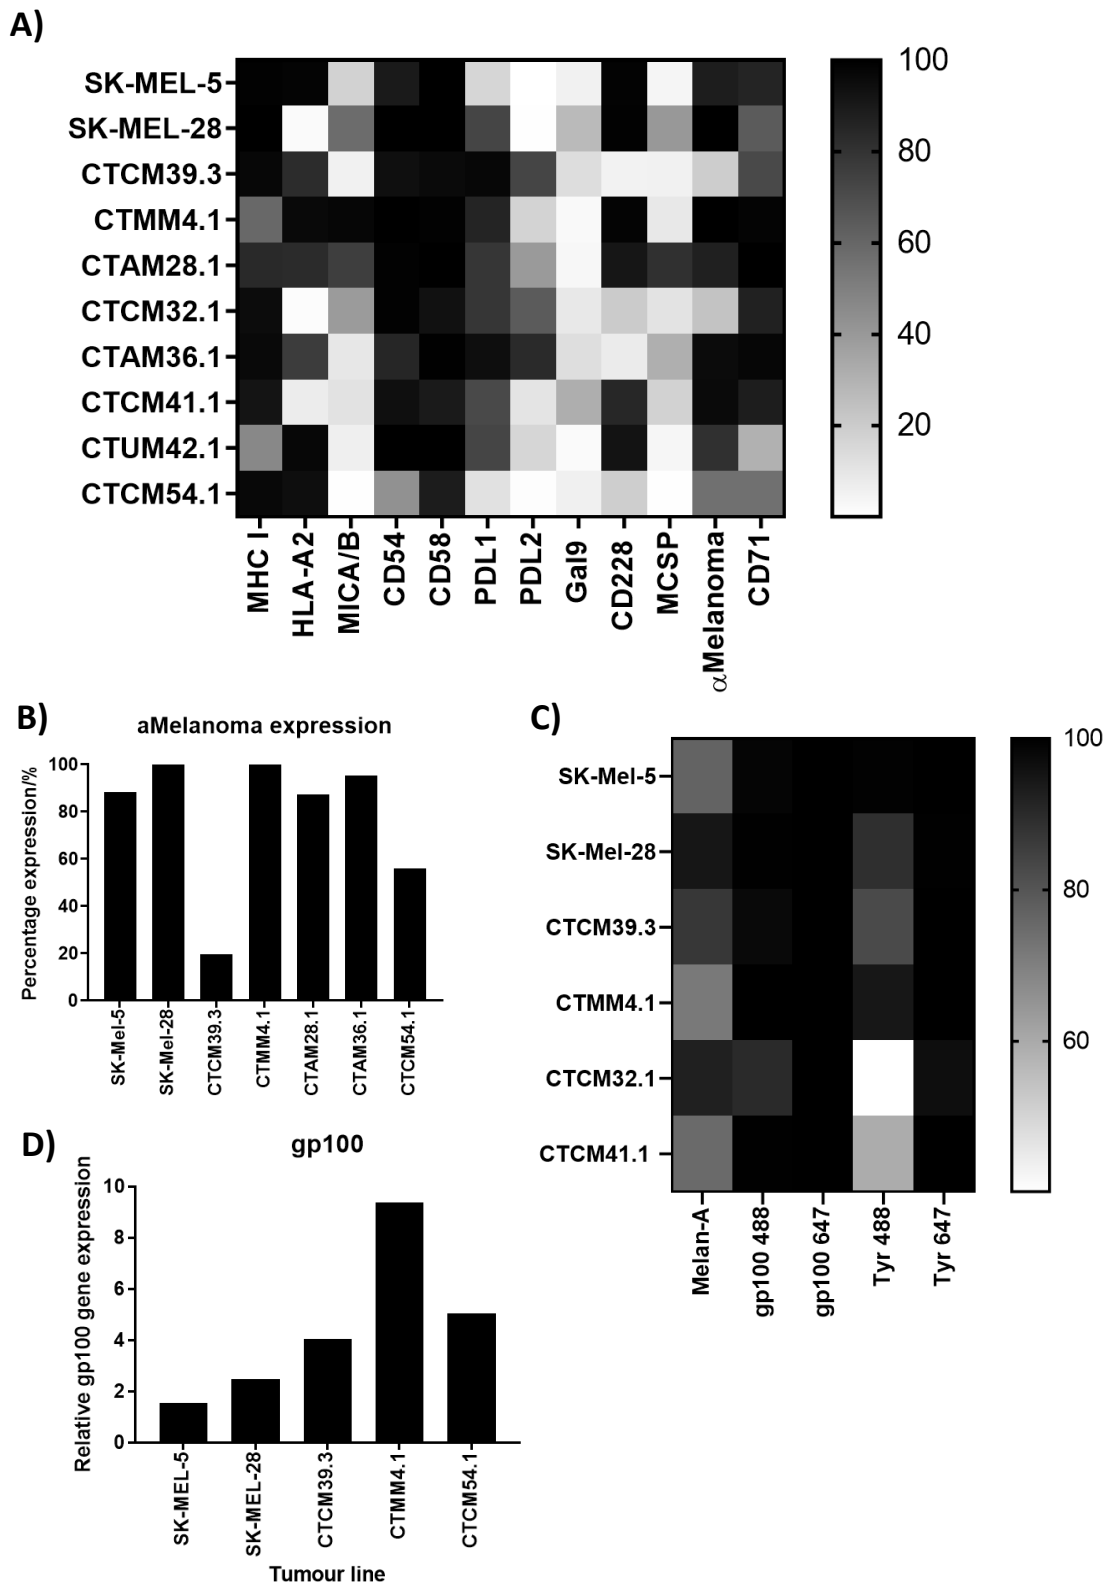 A)
SK-MEL-5
SK-MEL-28
CTCM39.3
CTMM4.1
CTAM28.1
CTCM32.1
CTAM36.1
CTCM41.1
CTUM42.1
CTCM54.1
100
80
60
40
20
MHC I
HLA-A2
MICA/B
CD54
CD58
PDL1
PDL2
Gal9
CD228
MCSP
αMelanoma
CD71
B)
aMelanoma expression
Percentage expression/%
100
80
60
40
20
0
SK-Mel-5
SK-Mel-28
CTCM39.3
CTMM4.1
CTAM28.1
CTAM36.1
CTCM54.1
C)
SK-Mel-5
SK-Mel-28
CTCM39.3
CTMM4.1
CTCM32.1
CTCM41.1
100
80
60
Melan-A
gp100 488
gp100 647
Tyr 488
Tyr 647
D)
gp100
Relative gp100 gene expression
10
8
6
4
2
0
SK-MEL-5
SK-MEL-28
CTCM39.3
CTMM4.1
CTCM54.1
Tumour line